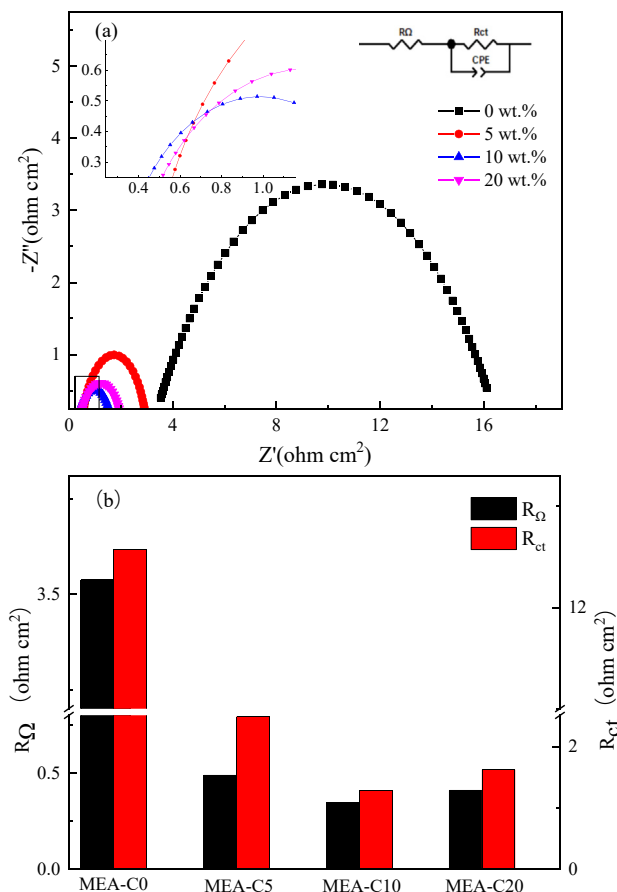 (a)
RΩ
Rct
CPE
0 wt.%
5 wt.%
10 wt.%
20 wt.%
0.6
0.5
0.4
0.3
0.4 0.6 0.8 1.0
5
4
3
2
1
-Z''(ohm cm²)
0 4 8 12 16
Z'(ohm cm²)
(b)
R_Ω
R_ct
3.5
0.5
0.0
RΩ (ohm cm²)
12
2
0
Rct (ohm cm²)
MEA-C0 MEA-C5 MEA-C10 MEA-C20